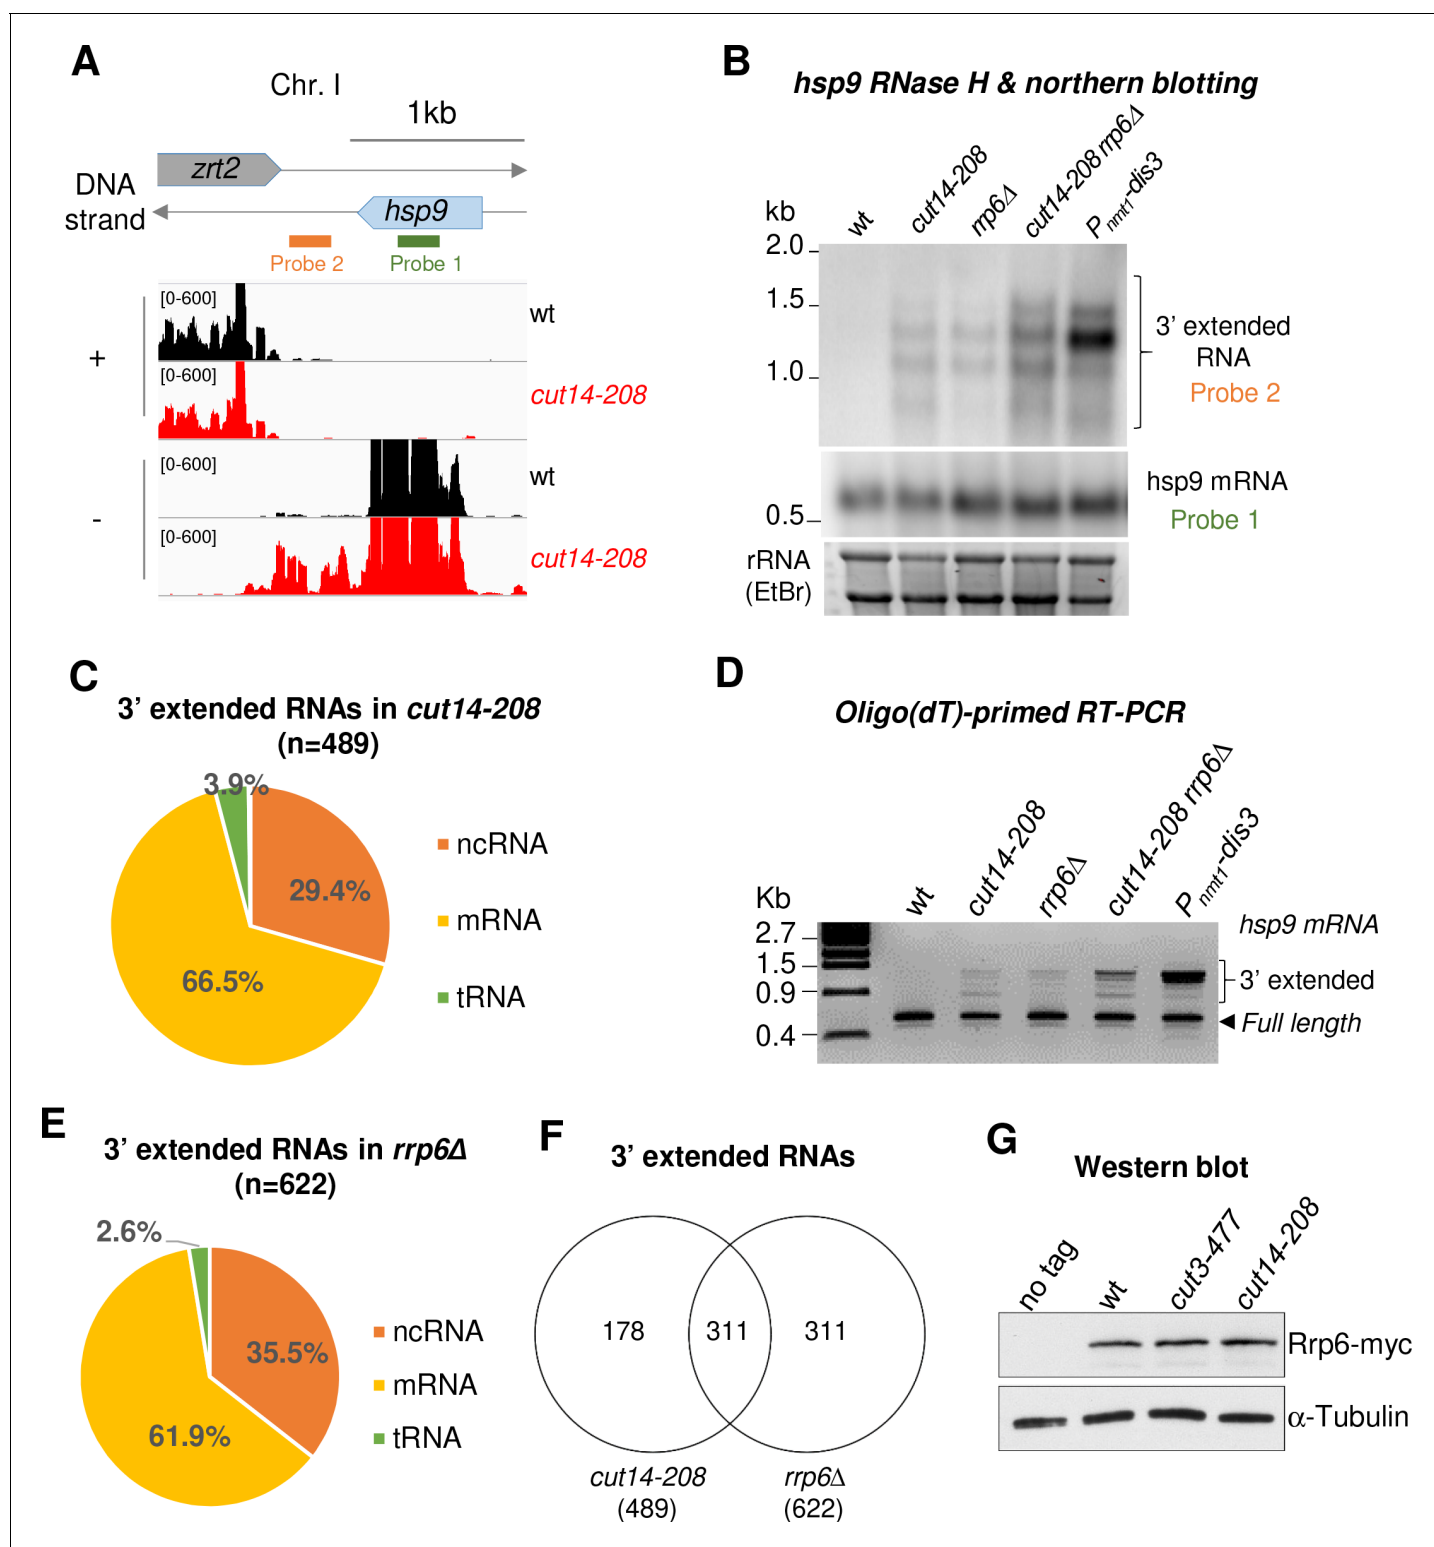 A
Chr. I
1kb
zrt2
DNA
strand
hsp9
Probe 2
Probe 1
[0-600]
wt
+
[0-600]
cut14-208
[0-600]
wt
-
[0-600]
cut14-208
B
hsp9 RNase H & northern blotting
kb
wt
cut14-208
rrp6Δ
cut14-208 rrp6Δ
Pnmt1-dis3
2.0
1.5
1.0
3' extended
RNA
Probe 2
hsp9 mRNA
Probe 1
0.5
rRNA
(EtBr)
C
3' extended RNAs in cut14-208
(n=489)
3.9%
29.4%
66.5%
ncRNA
mRNA
tRNA
D
Oligo(dT)-primed RT-PCR
Kb
wt
cut14-208
rrp6Δ
cut14-208 rrp6Δ
Pnmt1-dis3
hsp9 mRNA
2.7
1.5
0.9
0.4
3' extended
Full length
E
3' extended RNAs in rrp6Δ
(n=622)
2.6%
35.5%
61.9%
ncRNA
mRNA
tRNA
F
3' extended RNAs
178
311
311
cut14-208
(489)
rrp6Δ
(622)
G
Western blot
no tag
wt
cut3-477
cut14-208
Rrp6-myc
α-Tubulin